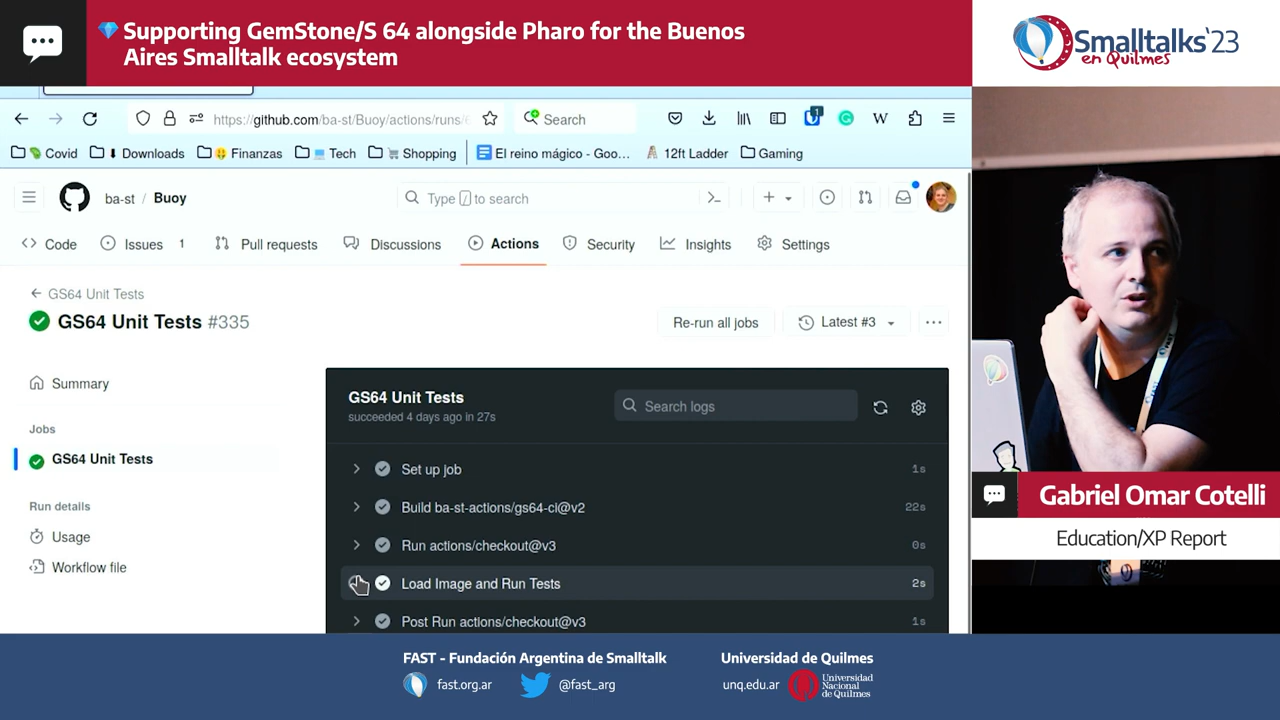 Supporting GemStone/S 64 alongside Pharo for the Buenos
Aires Smalltalk ecosystem
Smalltalks'23
en Quilmes
https://github.com/ba-st/Buoy/actions/runs/
Search
1
W
Covid
Downloads
Finanzas
Tech
Shopping
El reino mágico - Goo...
12ft Ladder
Gaming
ba-st / Buoy
Type / to search
Code
Issues 1
Pull requests
Discussions
Actions
Security
Insights
Settings
GS64 Unit Tests
GS64 Unit Tests #335
Re-run all jobs
Latest #3
Summary
Jobs
GS64 Unit Tests
Run details
Usage
Workflow file
GS64 Unit Tests
succeeded 4 days ago in 27s
Search logs
Set up job 1s
Build ba-st-actions/gs64-ci@v2 22s
Run actions/checkout@v3 0s
Load Image and Run Tests 2s
Post Run actions/checkout@v3 1s
FAST
Gabriel Omar Cotelli
Education/XP Report
FAST - Fundación Argentina de Smalltalk
fast.org.ar
@fast_arg
Universidad de Quilmes
unq.edu.ar
Universidad
Nacional
de Quilmes